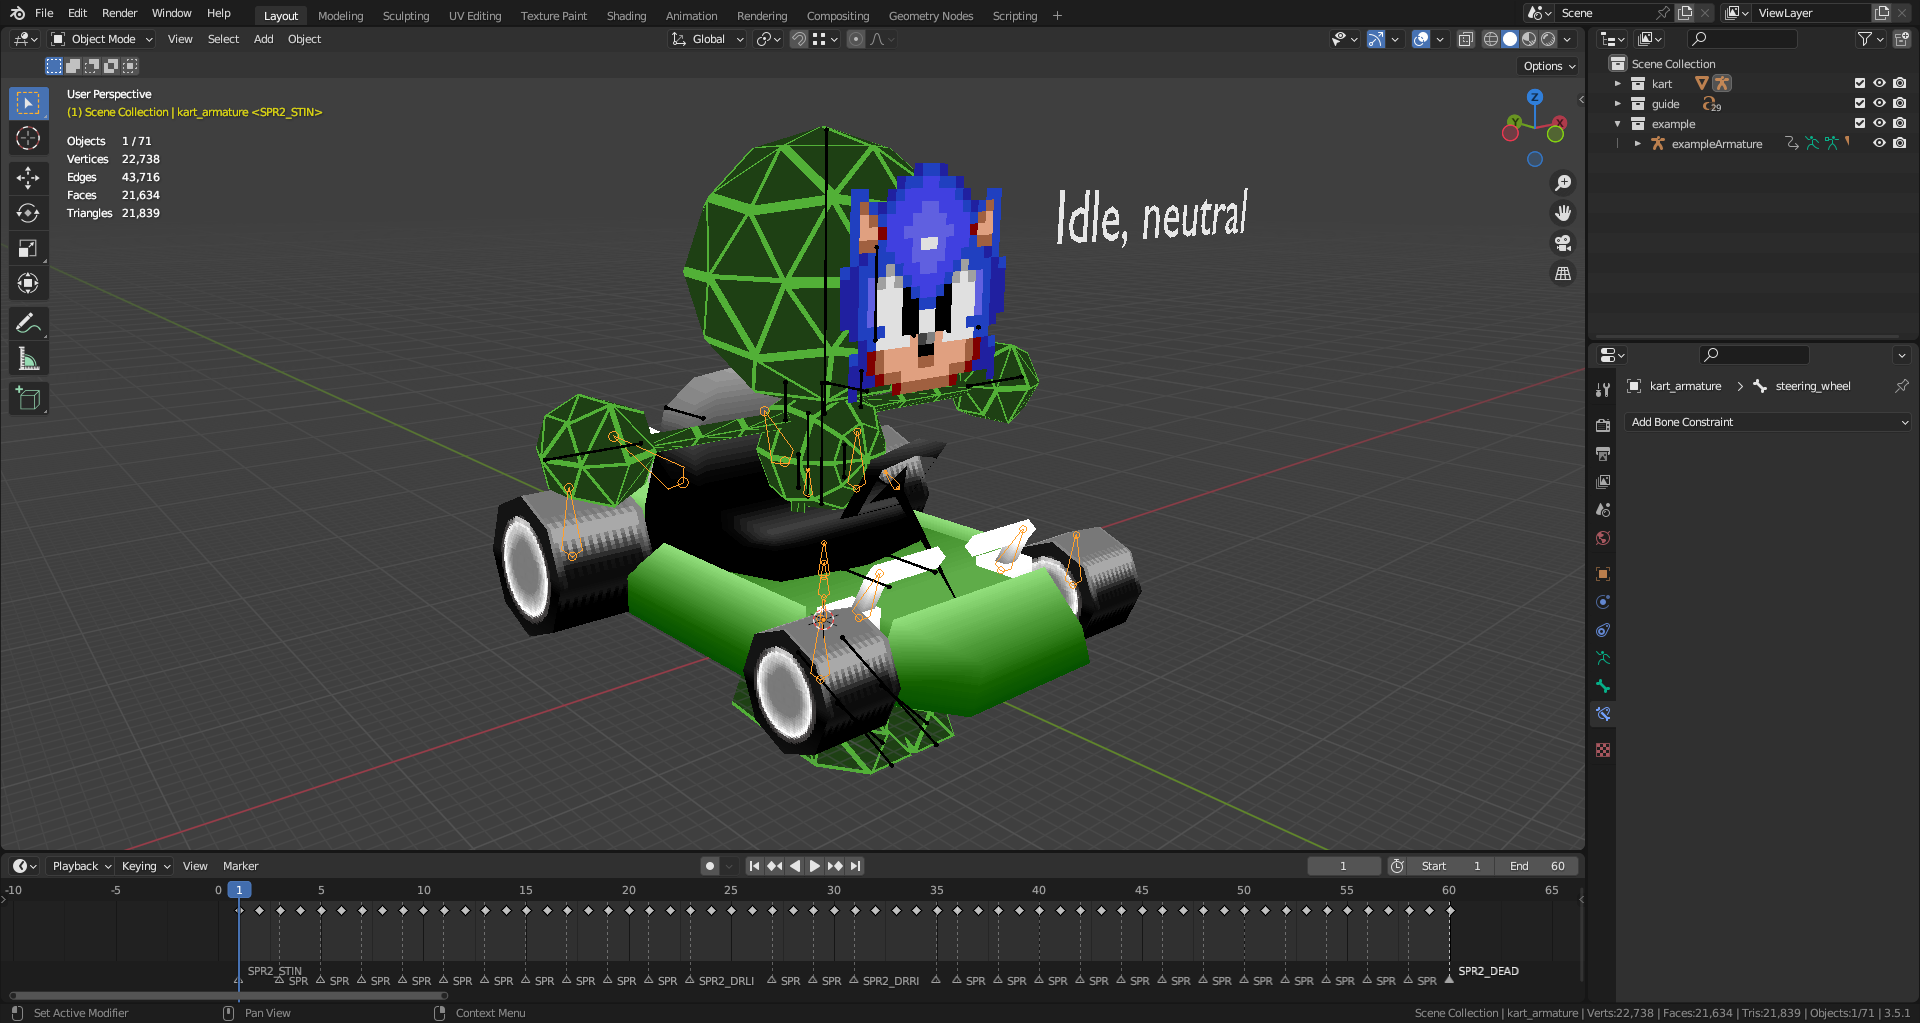 File Edit Render Window Help Layout Modeling Sculpting UV Editing Texture Paint Shading Animation Rendering Compositing Geometry Nodes Scripting + Scene ViewLayer
Object Mode View Select Add Object Global
Options
User Perspective
(1) Scene Collection | kart_armature <SPR2_STIN>
Objects 1 / 71
Vertices 22,738
Edges 43,716
Faces 21,634
Triangles 21,839
Idle, neutral
Z
Y
X
Scene Collection
kart
guide 29
example
exampleArmature
kart_armature > steering_wheel
Add Bone Constraint
Playback Keying View Marker 1 Start 1 End 60
-10 -5 0 1 5 10 15 20 25 30 35 40 45 50 55 60 65
SPR2_STIN SPR2_DEAD
SPR SPR SPR SPR SPR SPR SPR SPR SPR SPR SPR2_DRLI SPR SPR SPR2_DRRI SPR SPR SPR SPR SPR SPR SPR SPR SPR SPR SPR SPR
Set Active Modifier Pan View Context Menu Scene Collection | kart_armature | Verts:22,738 | Faces:21,634 | Tris:21,839 | Objects:1/71 | 3.5.1